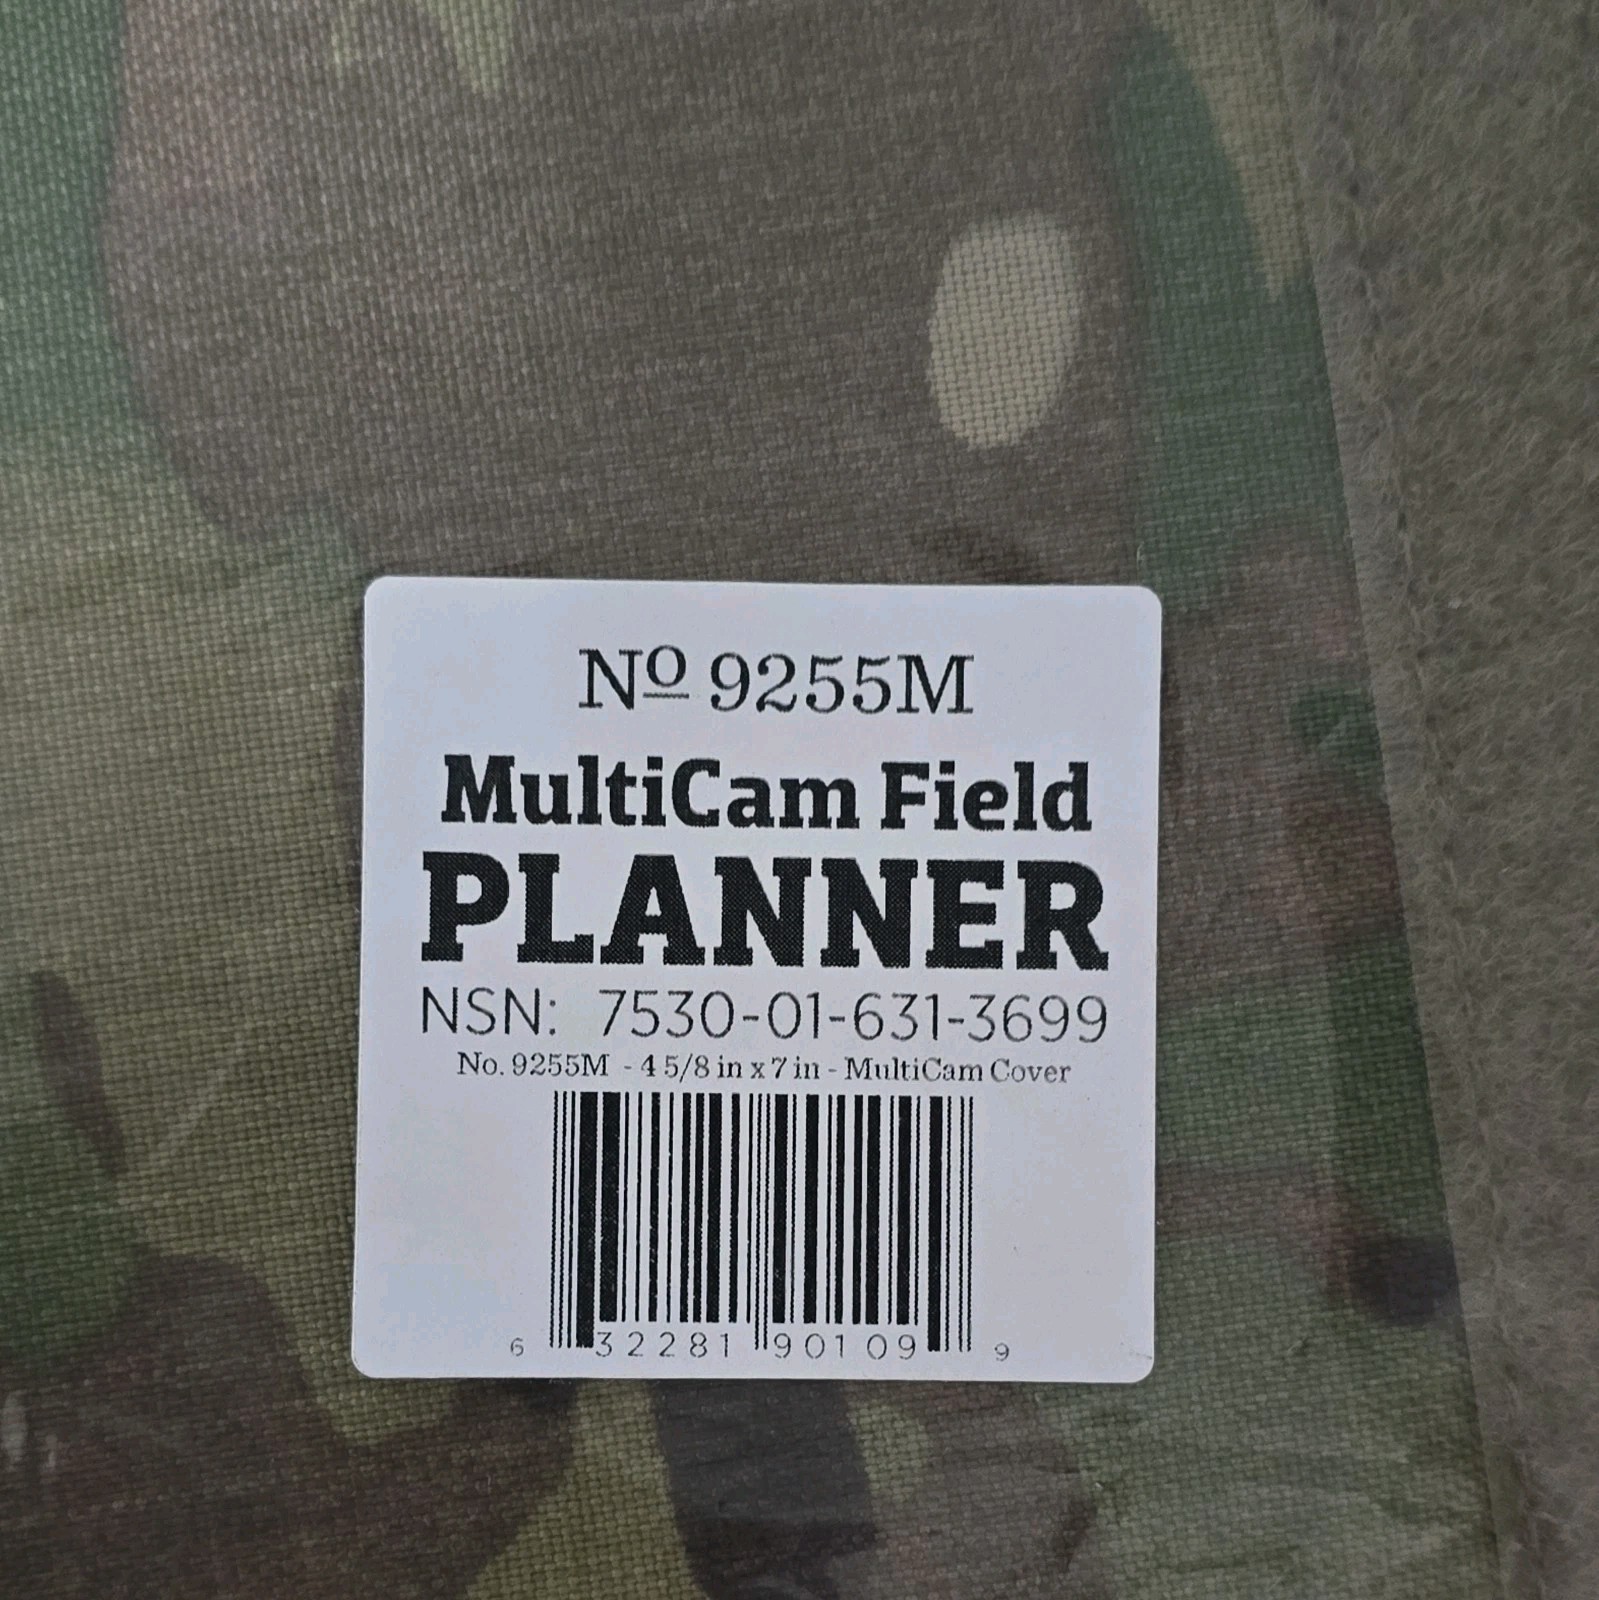 Nº 9255M
MultiCam Field
PLANNER
NSN: 7530-01-631-3699
No. 9255M - 4 5/8 in x 7 in - MultiCam Cover
6 32281 90109 9